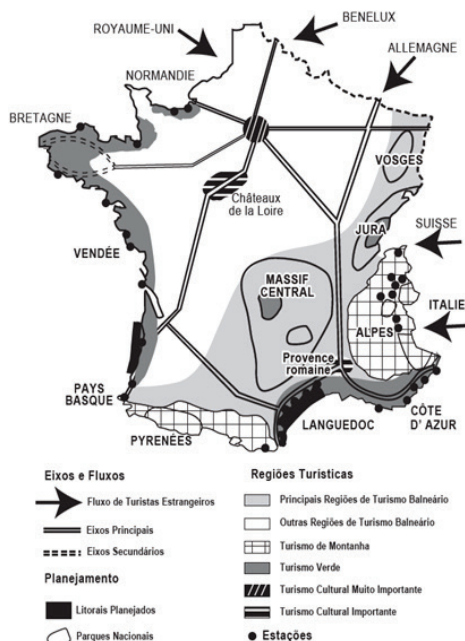 ROYAUME-UNI
BENELUX
ALLEMAGNE
NORMANDIE
BRETAGNE
VOSGES
Châteaux
de la Loire
JURA
SUISSE
VENDÉE
MASSIF
CENTRAL
ITALIE
ALPES
Provence
romaine
PAYS
BASQUE
CÔTE
D' AZUR
LANGUEDOC
PYRENÉES
Eixos e Fluxos
Fluxo de Turistas Estrangeiros
Eixos Principais
Eixos Secundários
Planejamento
Litorais Planejados
Parques Nacionais
Regiões Turísticas
Principais Regiões de Turismo Balneário
Outras Regiões de Turismo Balneário
Turismo de Montanha
Turismo Verde
Turismo Cultural Muito Importante
Turismo Cultural Importante
Estações